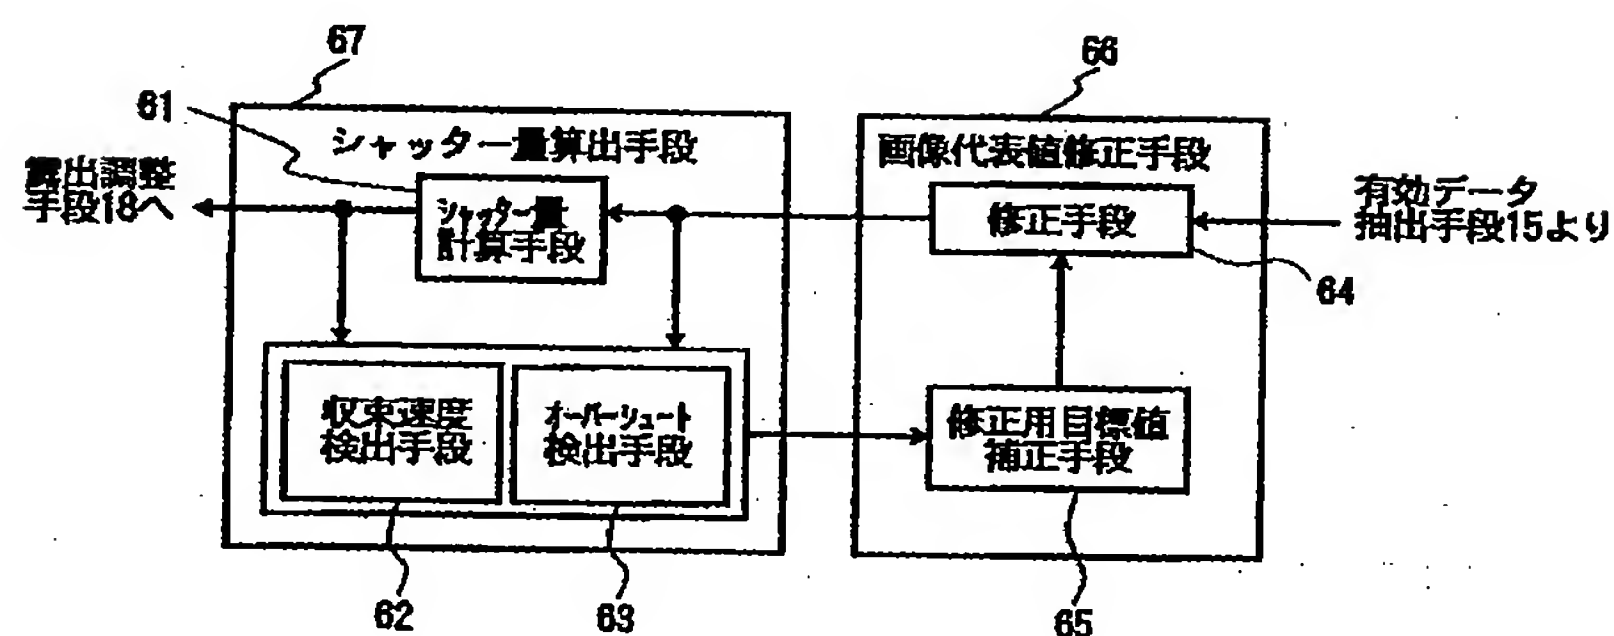 67
66
61
シャッター量算出手段
画像代表値修正手段
露出調整
手段18へ
シャッター量
計算手段
修正手段
有効データ
抽出手段15より
64
収束速度
検出手段
オーバーシュート
検出手段
修正用目標値
補正手段
62
63
65